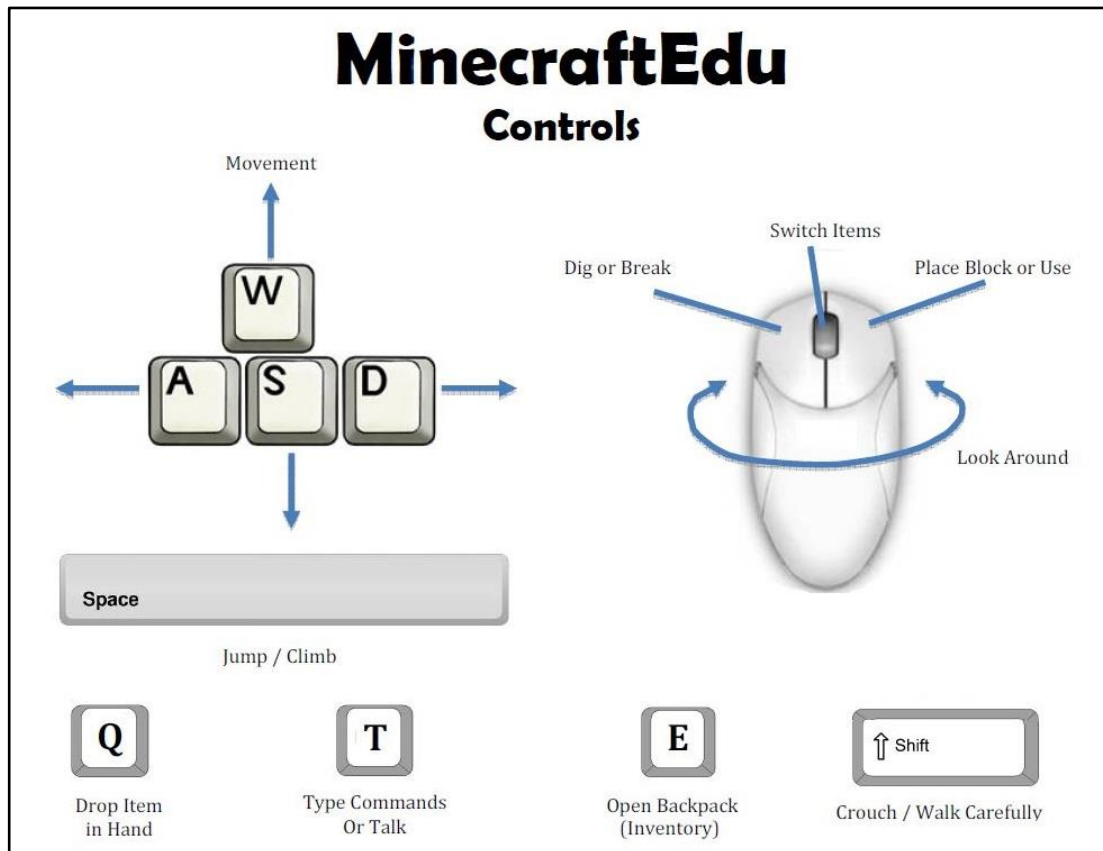 MinecraftEdu
Controls
Movement
W
A S D
Space
Jump / Climb
Switch Items
Dig or Break
Place Block or Use
Look Around
Q
Drop Item
in Hand
T
Type Commands
Or Talk
E
Open Backpack
(Inventory)
⇧ Shift
Crouch / Walk Carefully